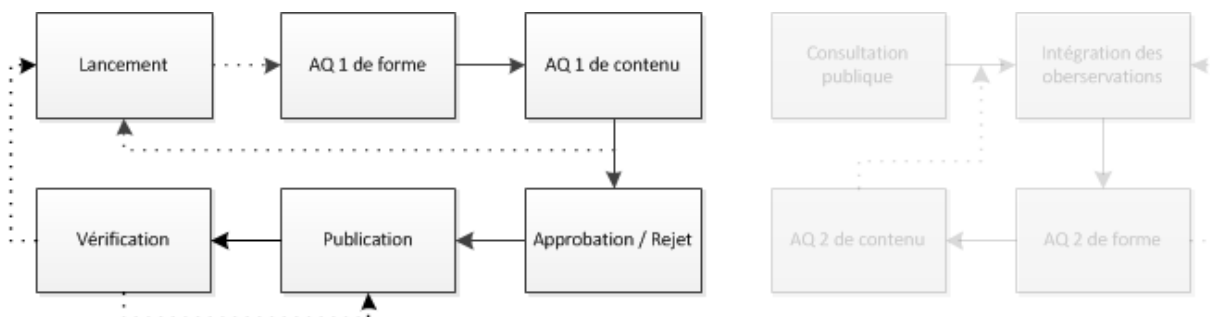 Lancement
AQ 1 de forme
AQ 1 de contenu
Consultation
publique
Intégration des
oberservations
Vérification
Publication
Approbation / Rejet
AQ 2 de contenu
AQ 2 de forme